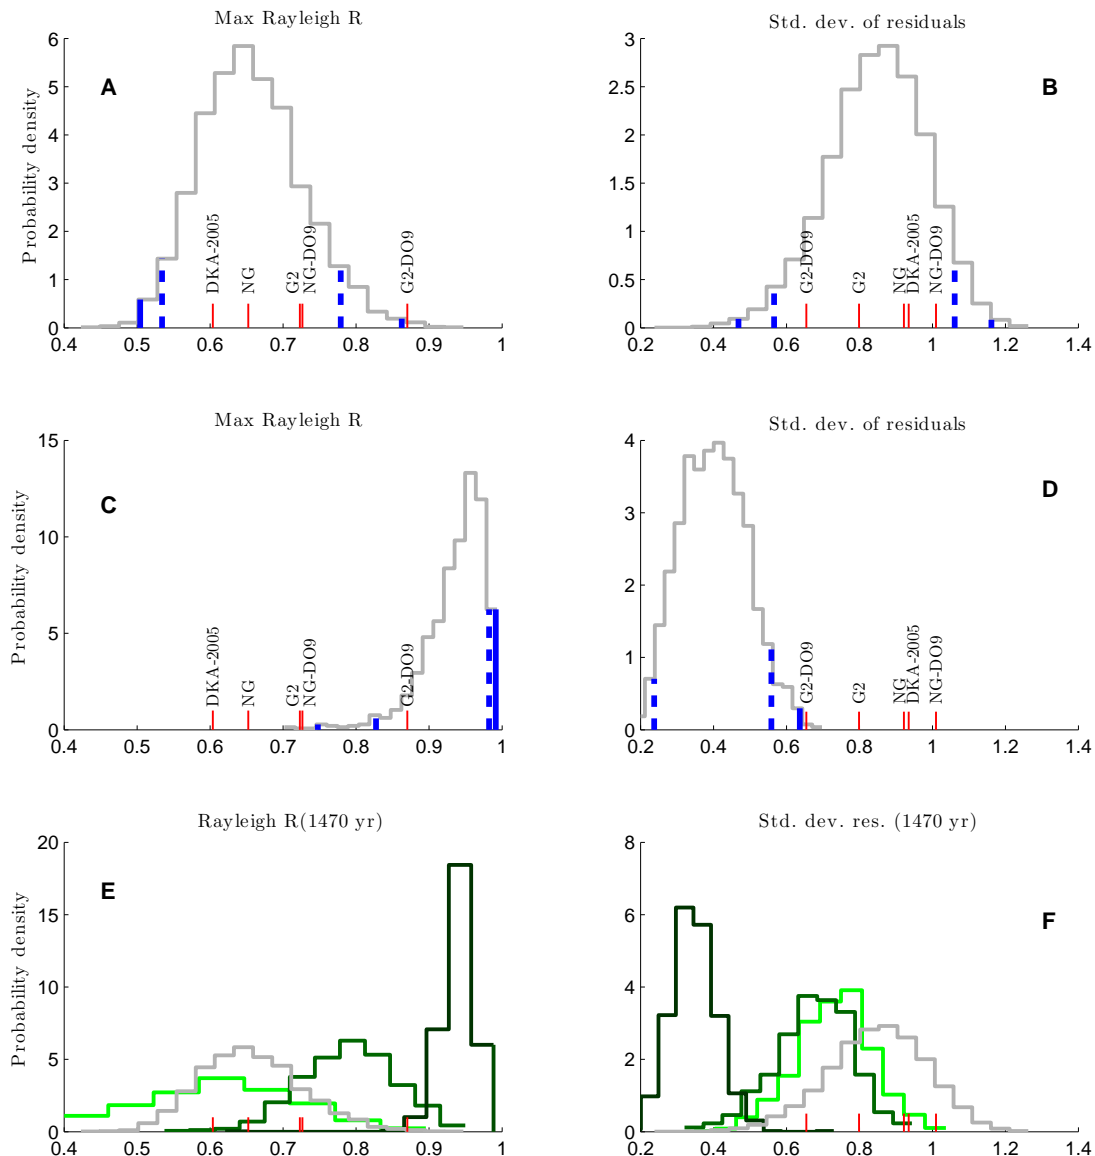 Max Rayleigh R
Probability density
A
6
5
4
3
2
1
0
DKA-2005
NG
G2
NG-DO9
G2-DO9
0.4 0.5 0.6 0.7 0.8 0.9 1
Std. dev. of residuals
B
3
2.5
2
1.5
1
0.5
0
G2-DO9
G2
NG
DKA-2005
NG-DO9
0.2 0.4 0.6 0.8 1 1.2 1.4
Max Rayleigh R
Probability density
C
15
10
5
0
DKA-2005
NG
G2
NG-DO9
G2-DO9
0.4 0.5 0.6 0.7 0.8 0.9 1
Std. dev. of residuals
D
4
3
2
1
0
G2-DO9
G2
NG
DKA-2005
NG-DO9
0.2 0.4 0.6 0.8 1 1.2 1.4
Rayleigh R(1470 yr)
Probability density
E
20
15
10
5
0
0.4 0.5 0.6 0.7 0.8 0.9 1
Std. dev. res. (1470 yr)
F
8
6
4
2
0
0.2 0.4 0.6 0.8 1 1.2 1.4